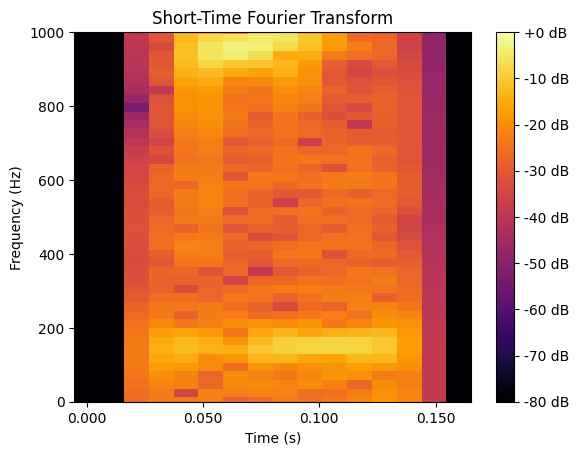 Short-Time Fourier Transform
1000
800
600
400
200
0
Frequency (Hz)
0.000
0.050
0.100
0.150
Time (s)
+0 dB
-10 dB
-20 dB
-30 dB
-40 dB
-50 dB
-60 dB
-70 dB
-80 dB